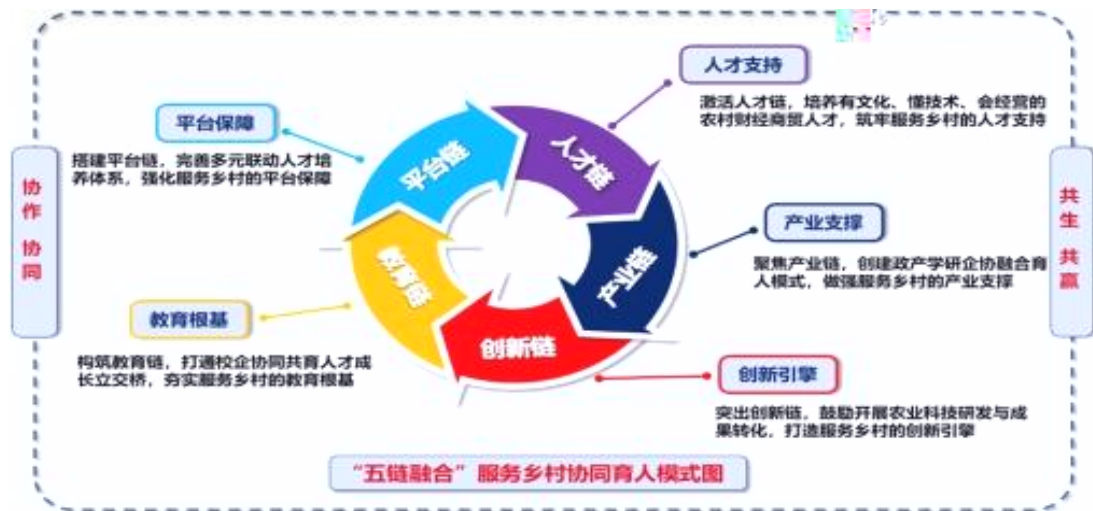 人才支持
激活人才链，培养有文化、懂技术、会经营的
农村财经商贸人才，筑牢服务乡村的人才支持
平台保障
搭建平台链，完善多元联动人才培
养体系，强化服务乡村的平台保障
平台链
人才链
协作 协同
共生 共赢
产业支撑
聚焦产业链，创建政产学研企协融合育
人模式，做强服务乡村的产业支撑
教育链
产业链
创新链
教育根基
构筑教育链，打通校企协同共育人才成
长立交桥，夯实服务乡村的教育根基
创新引擎
突出创新链，鼓励开展农业科技研发与成
果转化，打造服务乡村的创新引擎
“五链融合”服务乡村协同育人模式图